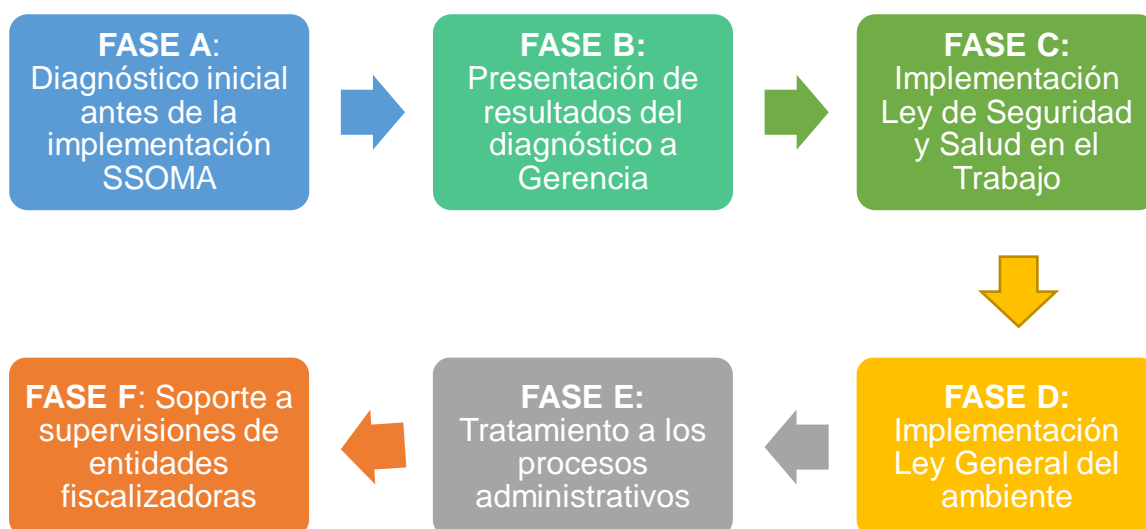 FASE A:
Diagnóstico inicial
antes de la
implementación
SSOMA
FASE B:
Presentación de
resultados del
diagnóstico a
Gerencia
FASE C:
Implementación
Ley de Seguridad
y Salud en el
Trabajo
FASE D:
Implementación
Ley General del
ambiente
FASE E:
Tratamiento a los
procesos
administrativos
FASE F: Soporte a
supervisiones de
entidades
fiscalizadoras